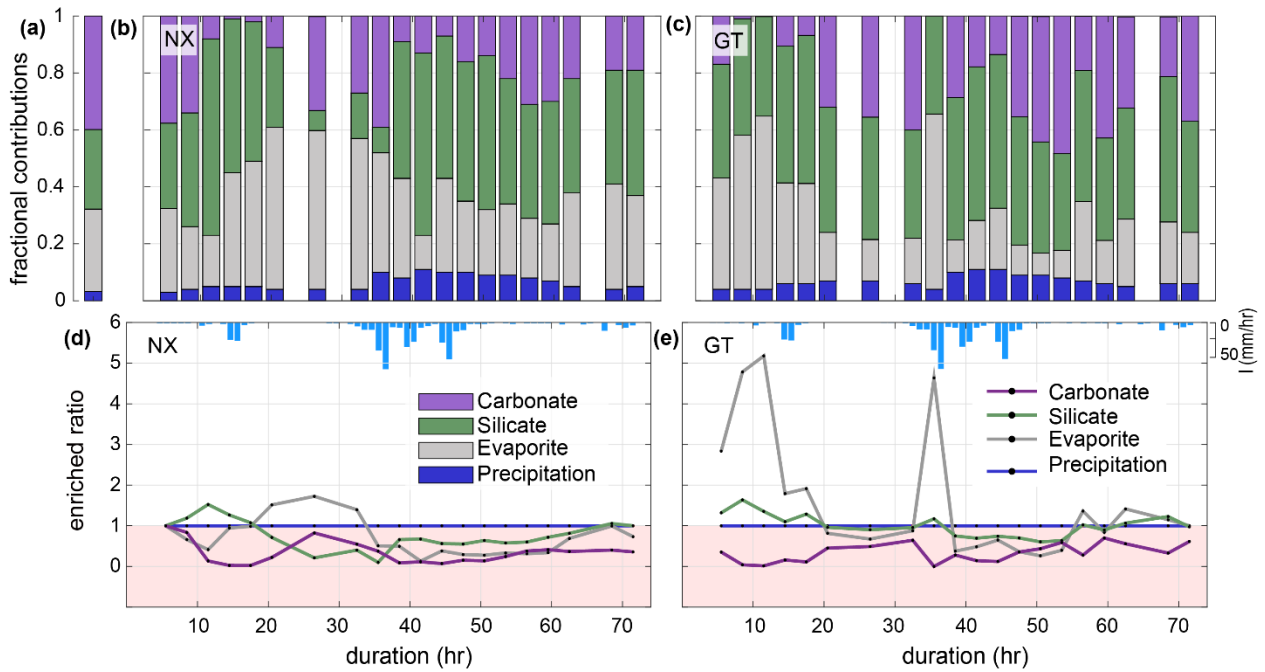 (a)
(b)
NX
(c)
GT
fractional contributions
1
0.8
0.6
0.4
0.2
0
(d)
NX
(e)
GT
enriched ratio
6
5
4
3
2
1
0
Carbonate
Silicate
Evaporite
Precipitation
Carbonate
Silicate
Evaporite
Precipitation
0
50
I (mm/hr)
10 20 30 40 50 60 70
duration (hr)
10 20 30 40 50 60 70
duration (hr)